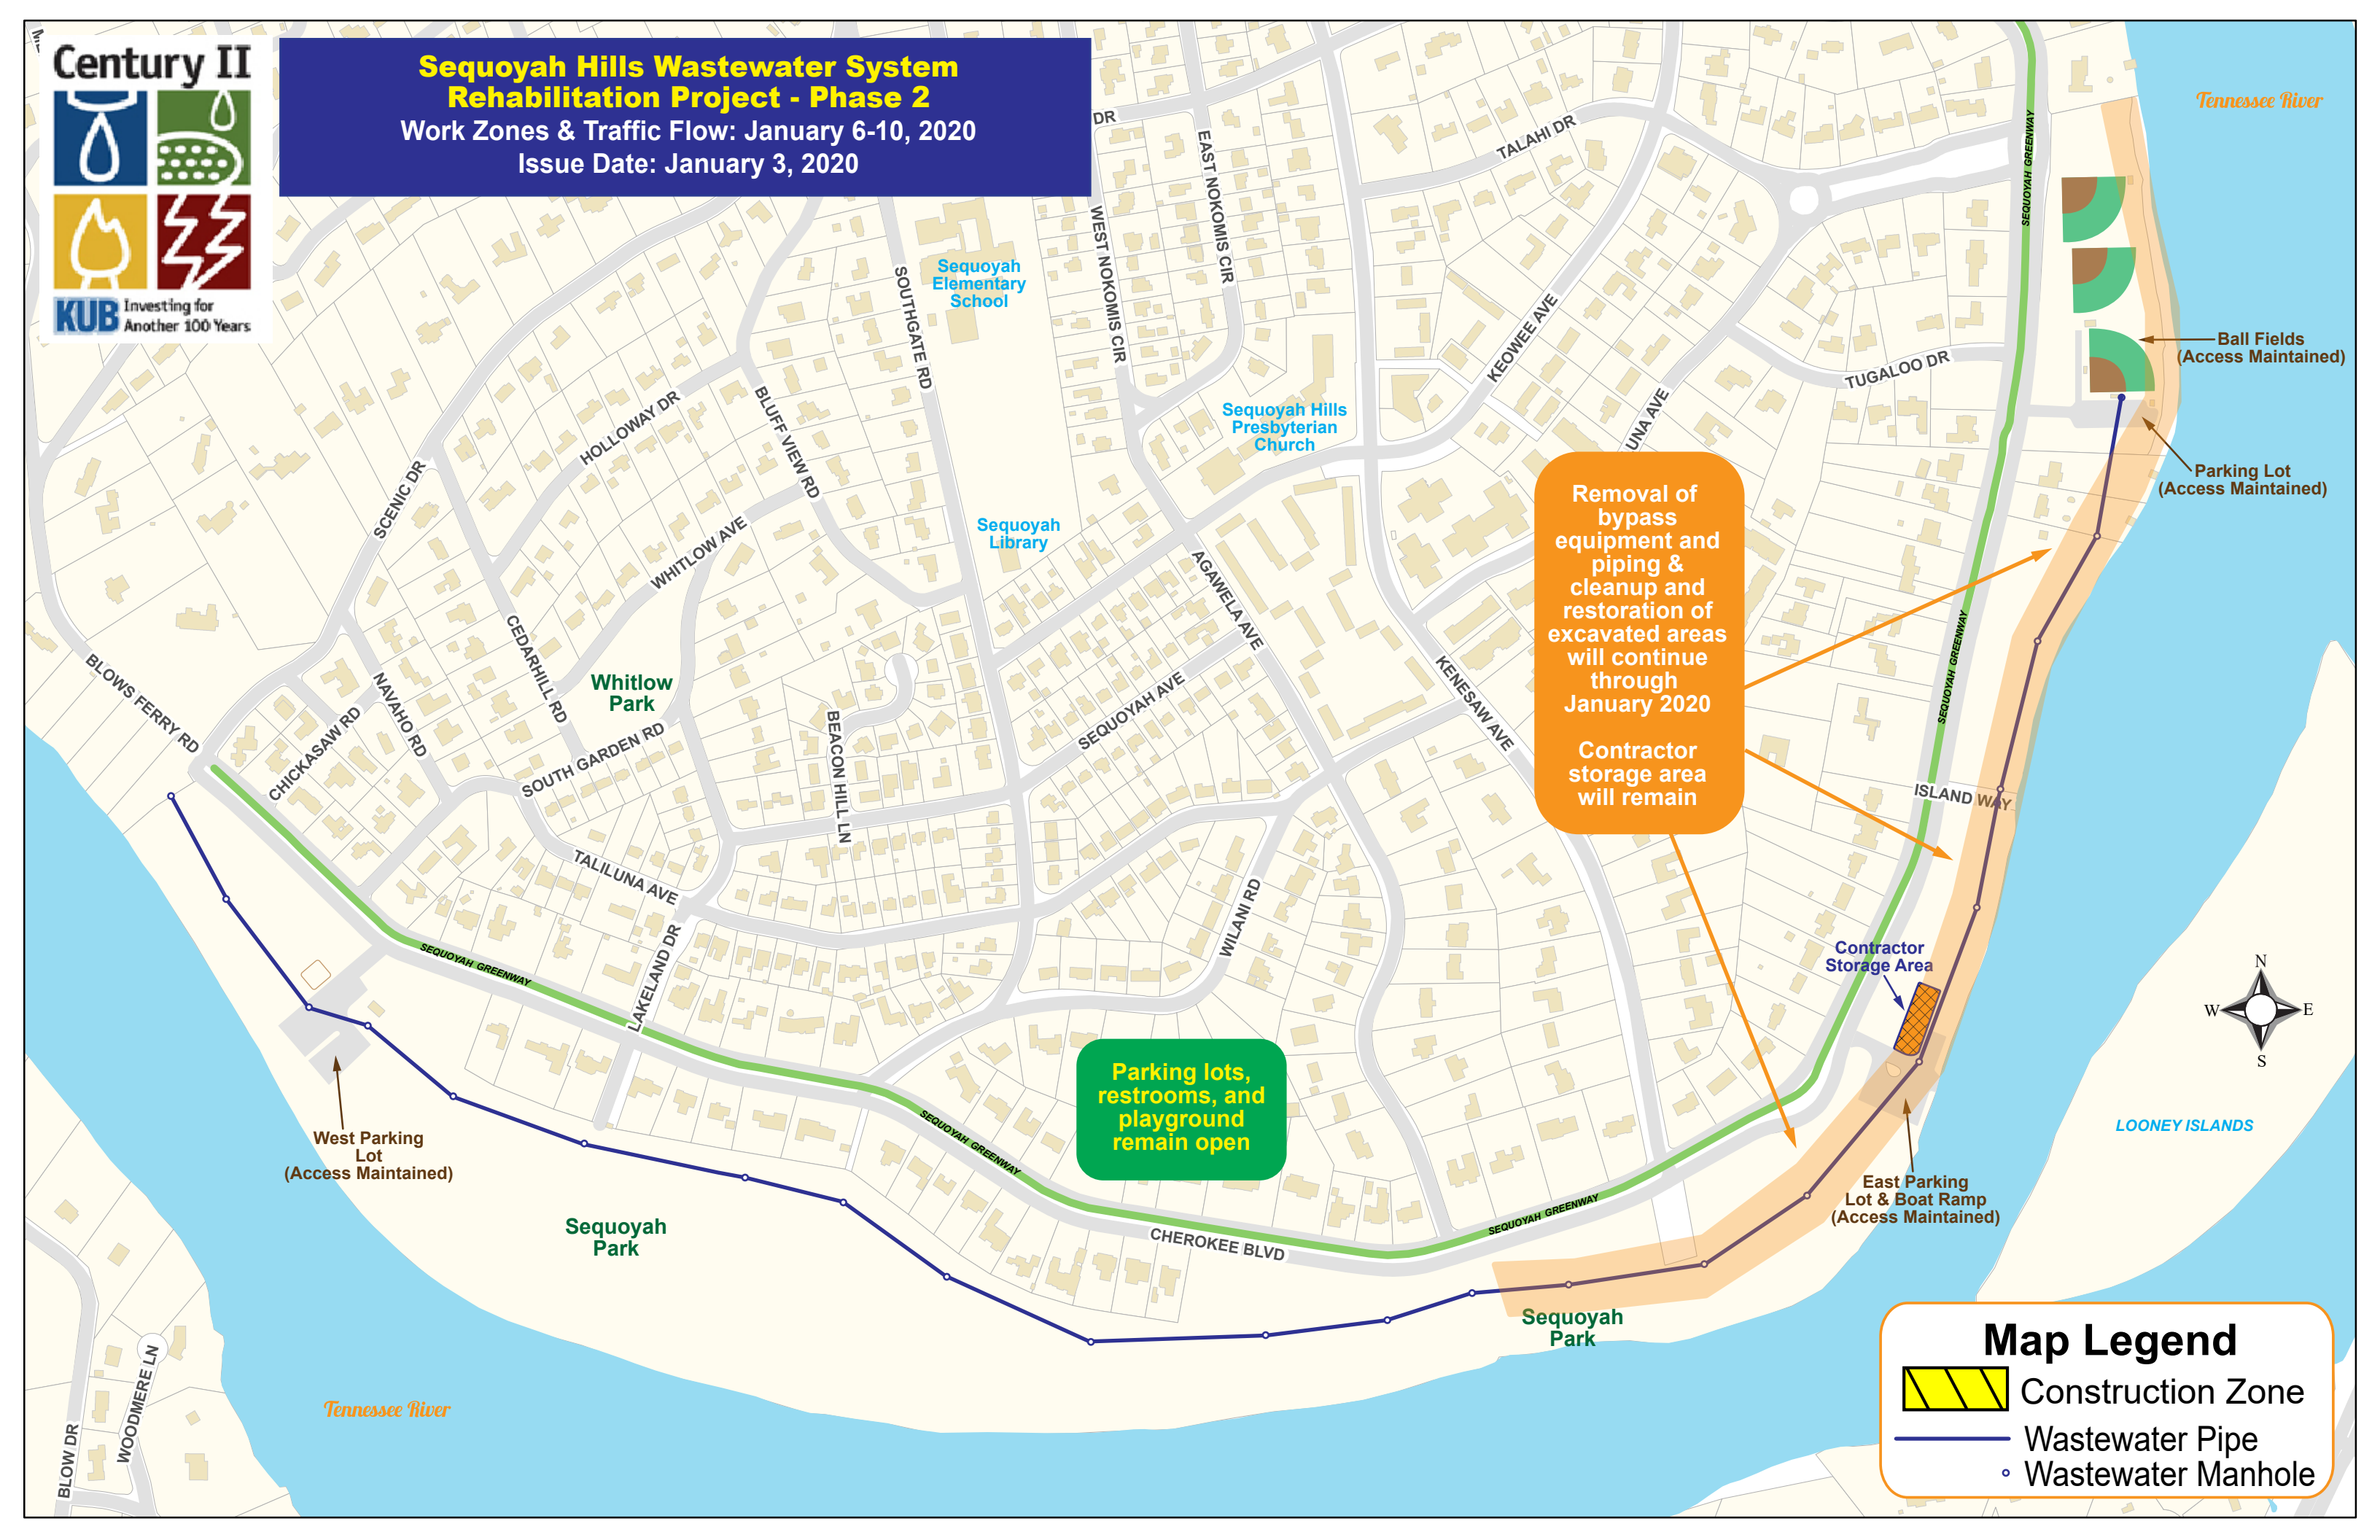 Century II
KUB Investing for
Another 100 Years
Sequoyah Hills Wastewater System
Rehabilitation Project - Phase 2
Work Zones & Traffic Flow: January 6-10, 2020
Issue Date: January 3, 2020
DR
EAST NOKOMIS CIR
WEST NOKOMIS CIR
TALAHI DR
SEQUOYAH GREENWAY
Tennessee River
Sequoyah
Elementary
School
SOUTHGATE RD
KEOWEE AVE
Ball Fields
(Access Maintained)
TUGALOO DR
HOLLOWAY DR
BLUFF VIEW RD
Sequoyah Hills
Presbyterian
Church
UNA AVE
SCENIC DR
Parking Lot
(Access Maintained)
Sequoyah
Library
WHITLOW AVE
AGAWELA AVE
Removal of
bypass
equipment and
piping &
cleanup and
restoration of
excavated areas
will continue
through
January 2020
Contractor
storage area
will remain
CEDARHILL RD
SEQUOYAH GREENWAY
BLOWS FERRY RD
NAVAHO RD
CHICKASAW RD
Whitlow
Park
SOUTH GARDEN RD
BEACON HILL LN
SEQUOYAH AVE
KENESAW AVE
ISLAND WAY
TALILUNA AVE
WILANI RD
LAKELAND DR
SEQUOYAH GREENWAY
Contractor
Storage Area
N
W
E
S
Parking lots,
restrooms, and
playground
remain open
SEQUOYAH GREENWAY
LOONEY ISLANDS
West Parking
Lot
(Access Maintained)
East Parking
Lot & Boat Ramp
(Access Maintained)
SEQUOYAH GREENWAY
Sequoyah
Park
CHEROKEE BLVD
Sequoyah
Park
WOODMERE LN
BLOW DR
Tennessee River
Map Legend
Construction Zone
Wastewater Pipe
Wastewater Manhole